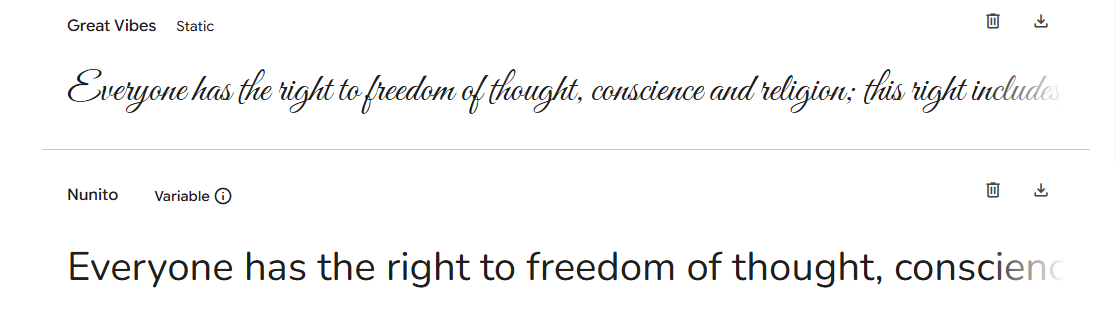 Great Vibes Static
Everyone has the right to freedom of thought, conscience and religion; this right includes
Nunito Variable
Everyone has the right to freedom of thought, conscienc